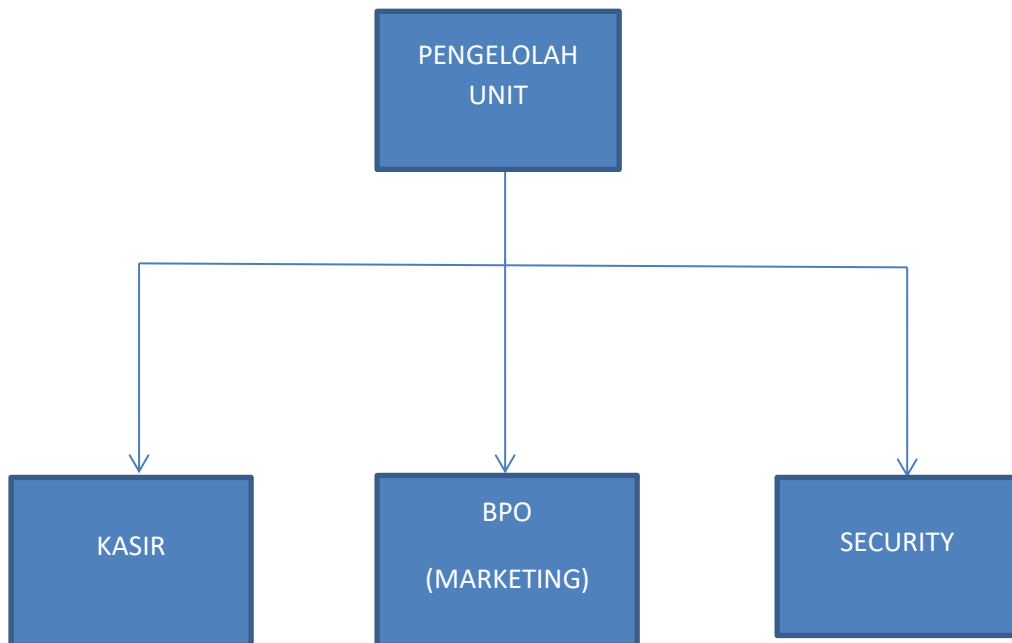 PENGELOLAH
UNIT
KASIR
BPO
(MARKETING)
SECURITY